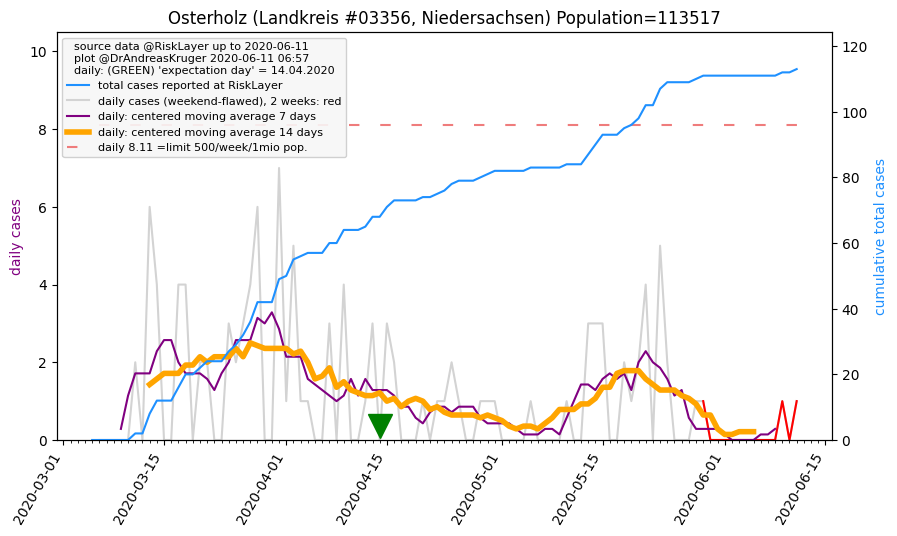 Osterholz (Landkreis #03356, Niedersachsen) Population=113517
source data @RiskLayer up to 2020-06-11
plot @DrAndreasKruger 2020-06-11 06:57
daily: (GREEN) 'expectation day' = 14.04.2020
total cases reported at RiskLayer
daily cases (weekend-flawed), 2 weeks: red
daily: centered moving average 7 days
daily: centered moving average 14 days
daily 8.11 =limit 500/week/1mio pop.
daily cases
10
8
6
4
2
0
120
100
80
60
40
20
0
cumulative total cases
2020-03-01
2020-03-15
2020-04-01
2020-04-15
2020-05-01
2020-05-15
2020-06-01
2020-06-15